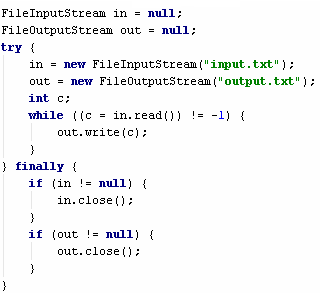 FileInputStream in = null;
FileOutputStream out = null;
try {
    in = new FileInputStream("input.txt");
    out = new FileOutputStream("output.txt");
    int c;
    while ((c = in.read()) != -1) {
        out.write(c);
    }
} finally {
    if (in != null) {
        in.close();
    }
    if (out != null) {
        out.close();
    }
}